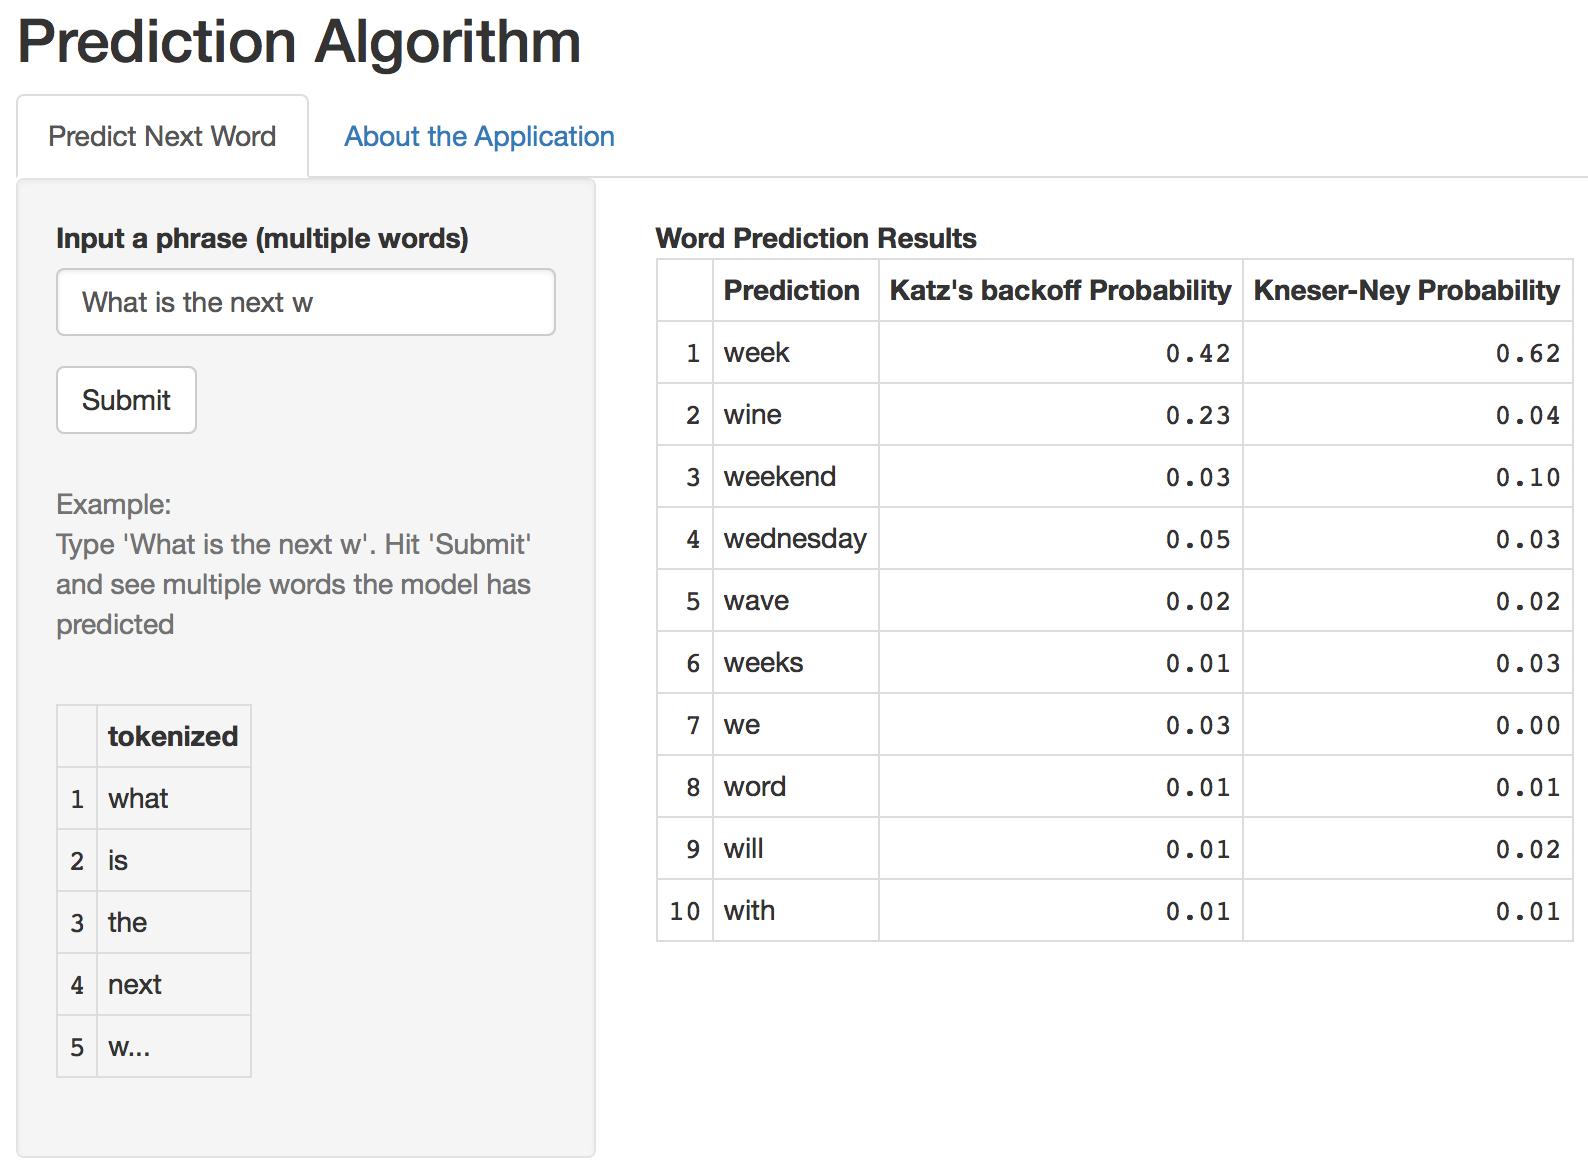 Prediction Algorithm
Predict Next Word
About the Application
Input a phrase (multiple words)
What is the next w
Submit
Example:
Type 'What is the next w'. Hit 'Submit'
and see multiple words the model has
predicted
tokenized
1 what
2 is
3 the
4 next
5 w...
Word Prediction Results
Prediction Katz's backoff Probability Kneser-Ney Probability
1 week 0.42 0.62
2 wine 0.23 0.04
3 weekend 0.03 0.10
4 wednesday 0.05 0.03
5 wave 0.02 0.02
6 weeks 0.01 0.03
7 we 0.03 0.00
8 word 0.01 0.01
9 will 0.01 0.02
10 with 0.01 0.01